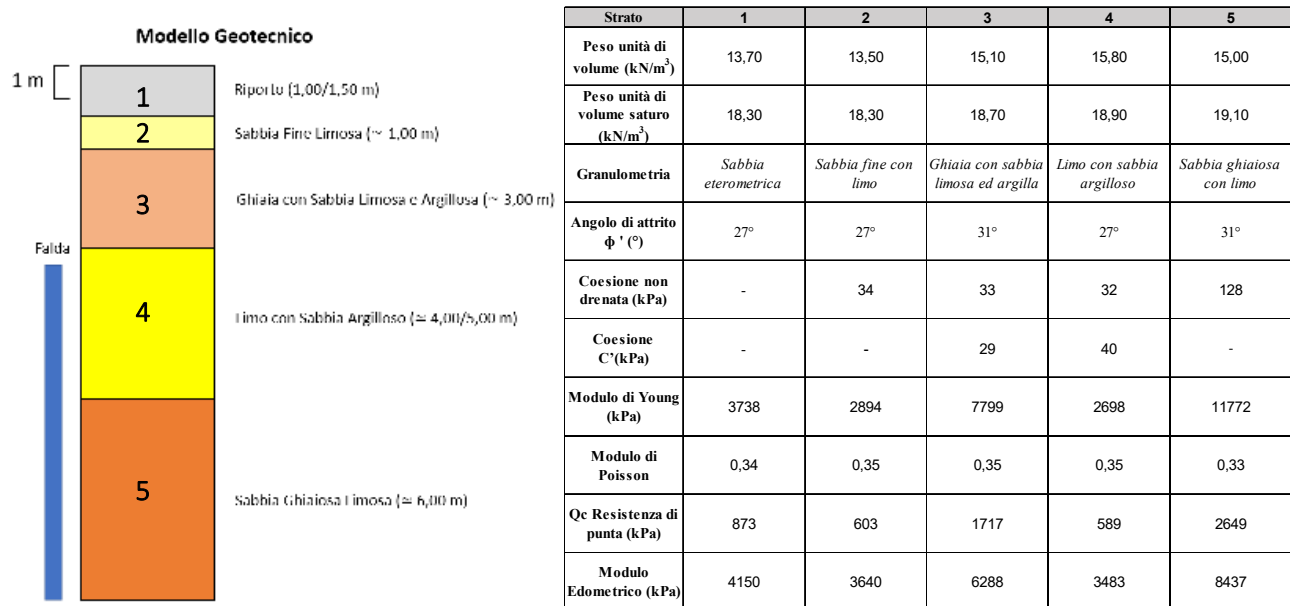 Modello Geotecnico
1 m
1
Riporto (1,00/1,50 m)
2
Sabbia Fine Limosa (~ 1,00 m)
3
Ghiaia con Sabbia Limosa e Argillosa (~ 3,00 m)
Falda
4
Limo con Sabbia Argilloso (≃ 4,00/5,00 m)
5
Sabbia Ghiaiosa Limosa (≃ 6,00 m)
Strato 1 2 3 4 5
Peso unità di
volume (kN/m³) 13,70 13,50 15,10 15,80 15,00
Peso unità di
volume saturo
(kN/m³) 18,30 18,30 18,70 18,90 19,10
Granulometria Sabbia eterometrica Sabbia fine con limo Ghiaia con sabbia limosa ed argilla Limo con sabbia argilloso Sabbia ghiaiosa con limo
Angolo di attrito
ϕ ' (°) 27° 27° 31° 27° 31°
Coesione non
drenata (kPa) - 34 33 32 128
Coesione
C'(kPa) - - 29 40 -
Modulo di Young
(kPa) 3738 2894 7799 2698 11772
Modulo di
Poisson 0,34 0,35 0,35 0,35 0,33
Qc Resistenza di
punta (kPa) 873 603 1717 589 2649
Modulo
Edometrico (kPa) 4150 3640 6288 3483 8437